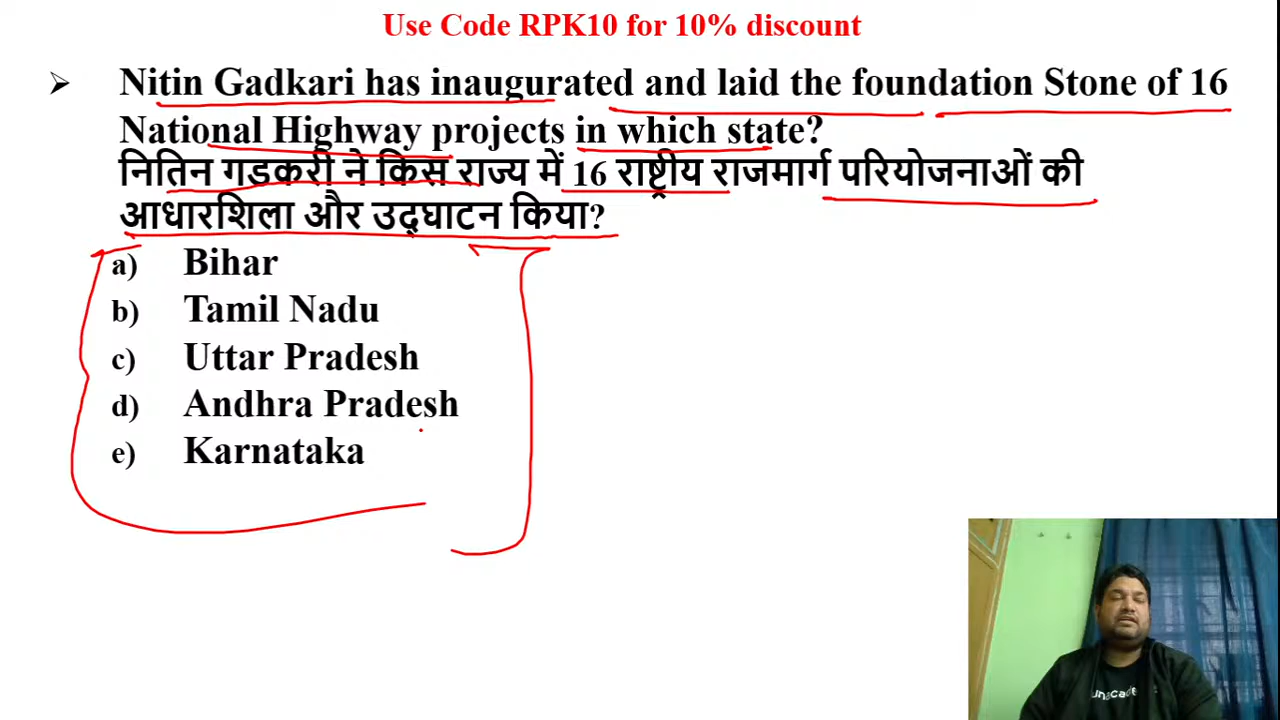 Use Code RPK10 for 10% discount
➢ Nitin Gadkari has inaugurated and laid the foundation Stone of 16
National Highway projects in which state?
नितिन गडकरी ने किस राज्य में 16 राष्ट्रीय राजमार्ग परियोजनाओं की
आधारशिला और उद्घाटन किया?
a) Bihar
b) Tamil Nadu
c) Uttar Pradesh
d) Andhra Pradesh
e) Karnataka
unacade